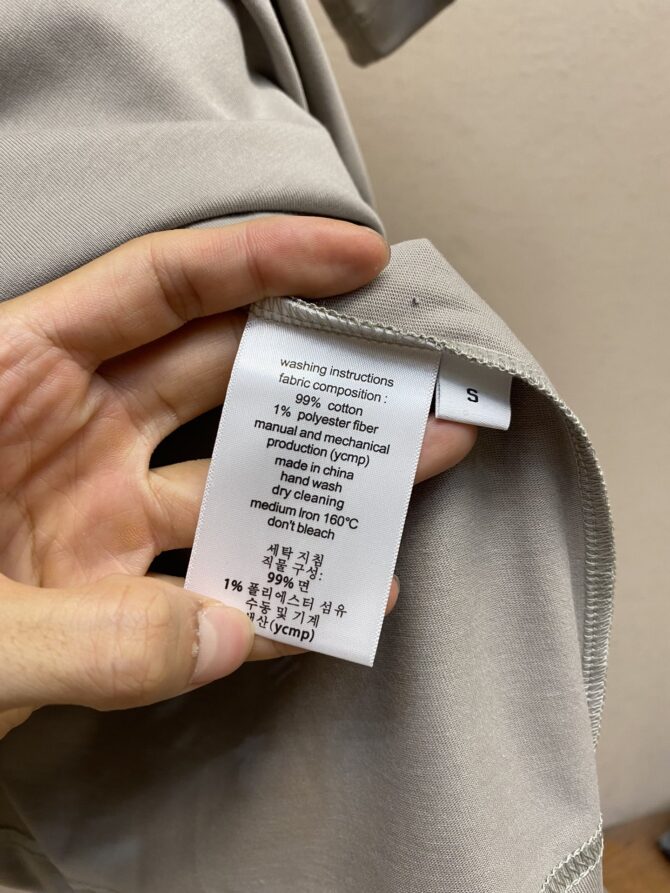 washing instructions
fabric composition :
99% cotton
1% polyester fiber
manual and mechanical
production (ycmp)
made in china
hand wash
dry cleaning
medium Iron 160℃
don't bleach
세탁 지침
직물 구성:
99% 면
1% 폴리에스터 섬유
수동 및 기계
(ycmp)
S